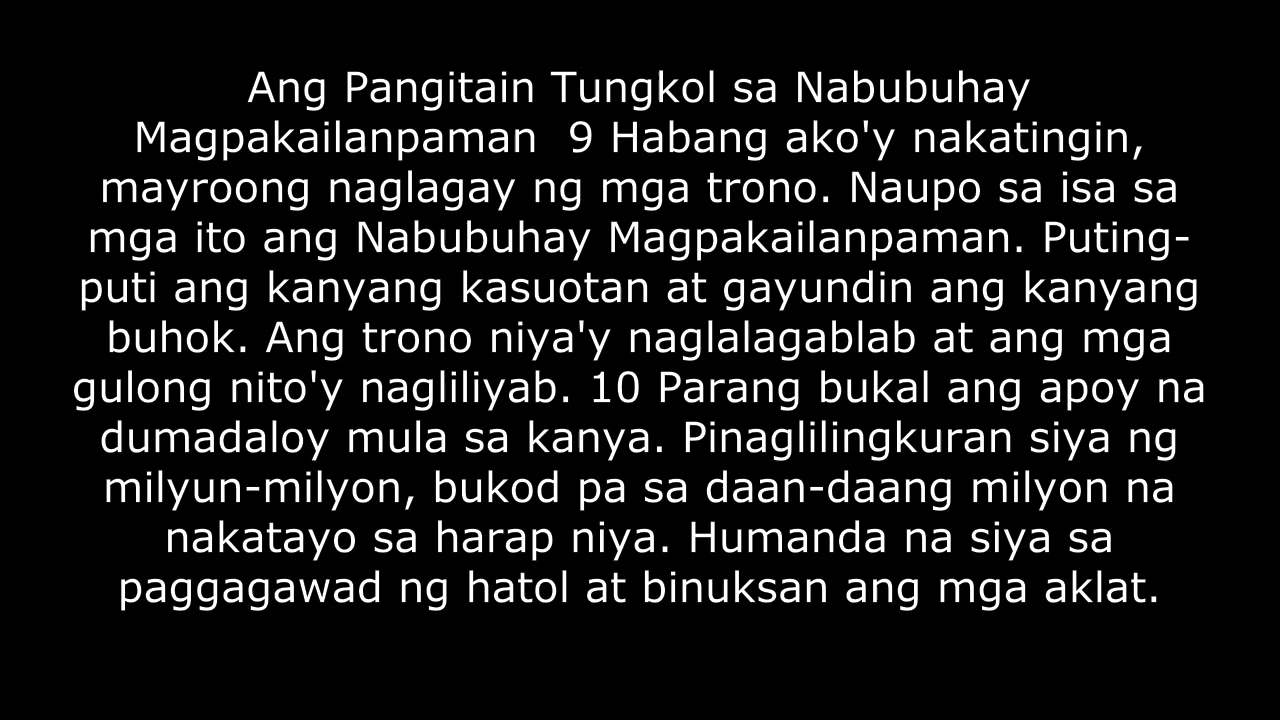 Ang Pangitain Tungkol sa Nabubuhay
Magpakailanpaman  9 Habang ako'y nakatingin,
mayroong naglagay ng mga trono. Naupo sa isa sa
mga ito ang Nabubuhay Magpakailanpaman. Puting-
puti ang kanyang kasuotan at gayundin ang kanyang
buhok. Ang trono niya'y naglalagablab at ang mga
gulong nito'y nagliliyab. 10 Parang bukal ang apoy na
dumadaloy mula sa kanya. Pinaglilingkuran siya ng
milyun-milyon, bukod pa sa daan-daang milyon na
nakatayo sa harap niya. Humanda na siya sa
paggagawad ng hatol at binuksan ang mga aklat.